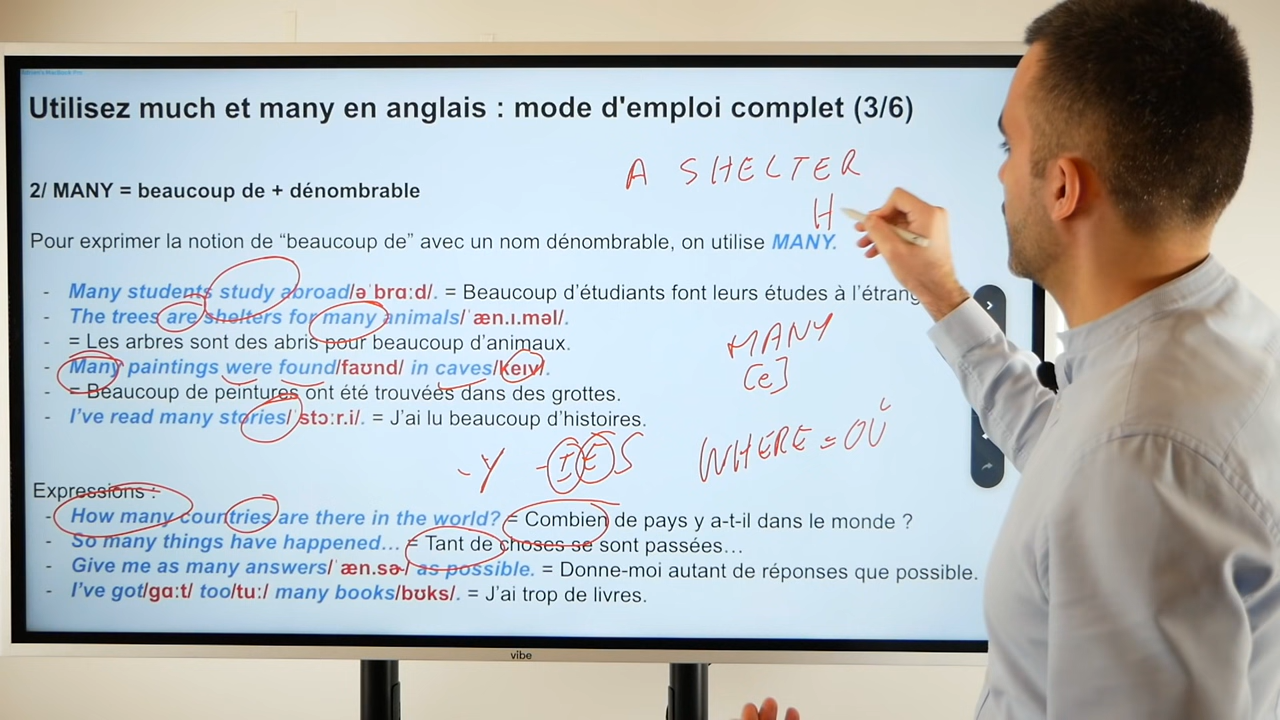 Utilisez much et many en anglais : mode d'emploi complet (3/6)
A SHELTER
2/ MANY = beaucoup de + dénombrable
H
Pour exprimer la notion de “beaucoup de” avec un nom dénombrable, on utilise MANY.
- Many students study abroad/əˈbrɑːd/. = Beaucoup d’étudiants font leurs études à l’étrang
- The trees are shelters for many animals/ˈæn.ɪ.məl/.
- = Les arbres sont des abris pour beaucoup d’animaux.
MANY
[e]
- Many paintings were found/faʊnd/ in caves/keɪv/.
- = Beaucoup de peintures ont été trouvées dans des grottes.
- I’ve read many stories/ˈstɔːr.i/. = J’ai lu beaucoup d’histoires.
-Y -IES WHERE = OÙ
Expressions :
- How many countries are there in the world? = Combien de pays y a-t-il dans le monde ?
- So many things have happened… = Tant de choses se sont passées…
- Give me as many answers/ˈæn.sɚ/ as possible. = Donne-moi autant de réponses que possible.
- I’ve got/gɑːt/ too/tuː/ many books/bʊks/. = J’ai trop de livres.
vibe